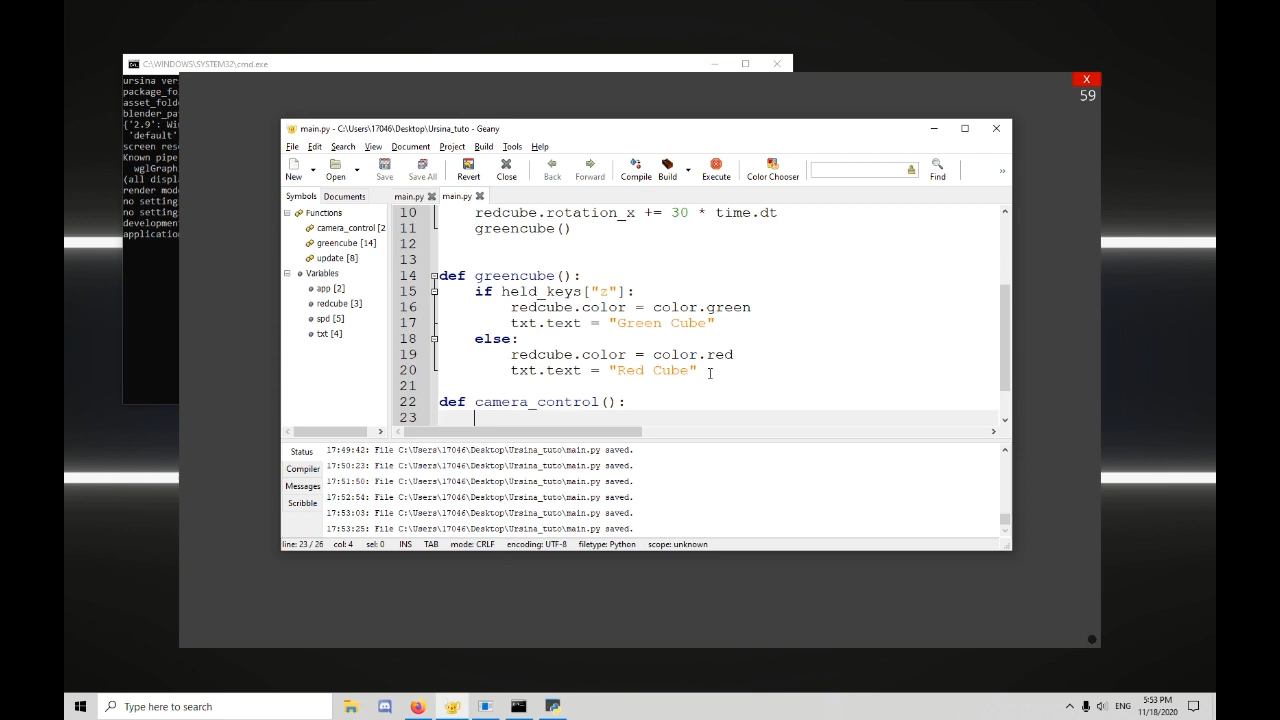 C:\WINDOWS\SYSTEM32\cmd.exe
ursina ver
package_fo
asset_fold
blender_pa
{'2.9': Wi
'default'
screen res
Known pipe
wglGraph
(all displ
render mod
no setting
no setting
developmen
applicatio
X
59
main.py - C:\Users\17046\Desktop\Ursina_tuto - Geany
File Edit Search View Document Project Build Tools Help
New Open Save Save All Revert Close Back Forward Compile Build Execute Color Chooser Find
Symbols Documents main.py main.py
Functions
camera_control [2
greencube [14]
update [8]
Variables
app [2]
redcube [3]
spd [5]
txt [4]
10 redcube.rotation_x += 30 * time.dt
11 greencube()
12
13
14 def greencube():
15 if held_keys["z"]:
16 redcube.color = color.green
17 txt.text = "Green Cube"
18 else:
19 redcube.color = color.red
20 txt.text = "Red Cube"
21
22 def camera_control():
23
Status
Compiler
Messages
Scribble
17:49:42: File C:\Users\17046\Desktop\Ursina_tuto\main.py saved.
17:50:23: File C:\Users\17046\Desktop\Ursina_tuto\main.py saved.
17:51:50: File C:\Users\17046\Desktop\Ursina_tuto\main.py saved.
17:52:54: File C:\Users\17046\Desktop\Ursina_tuto\main.py saved.
17:53:03: File C:\Users\17046\Desktop\Ursina_tuto\main.py saved.
17:53:25: File C:\Users\17046\Desktop\Ursina_tuto\main.py saved.
line: 23 / 26 col: 4 sel: 0 INS TAB mode: CRLF encoding: UTF-8 filetype: Python scope: unknown
Type here to search
ENG
5:53 PM
11/18/2020